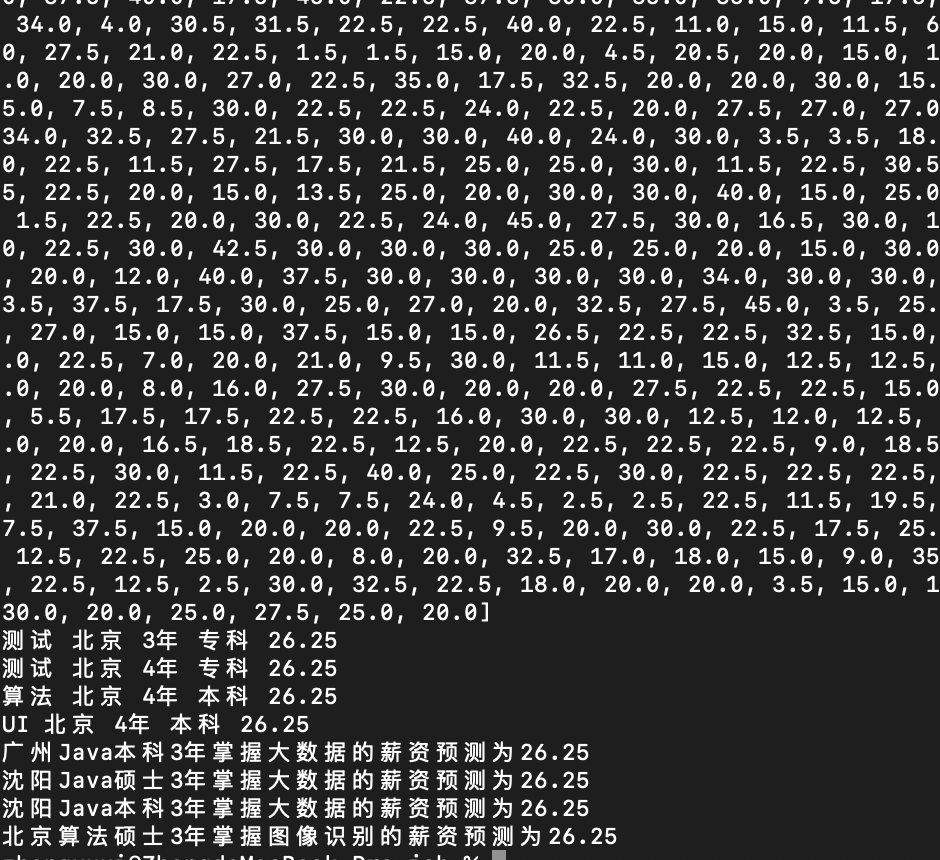 34.0, 4.0, 30.5, 31.5, 22.5, 22.5, 40.0, 22.5, 11.0, 15.0, 11.5, 6
0, 27.5, 21.0, 22.5, 1.5, 1.5, 15.0, 20.0, 4.5, 20.5, 20.0, 15.0, 1
.0, 20.0, 30.0, 27.0, 22.5, 35.0, 17.5, 32.5, 20.0, 20.0, 30.0, 15.
5.0, 7.5, 8.5, 30.0, 22.5, 22.5, 24.0, 22.5, 20.0, 27.5, 27.0, 27.0
34.0, 32.5, 27.5, 21.5, 30.0, 30.0, 40.0, 24.0, 30.0, 3.5, 3.5, 18.
0, 22.5, 11.5, 27.5, 17.5, 21.5, 25.0, 25.0, 30.0, 11.5, 22.5, 30.5
5, 22.5, 20.0, 15.0, 13.5, 25.0, 20.0, 30.0, 30.0, 40.0, 15.0, 25.0
1.5, 22.5, 20.0, 30.0, 22.5, 24.0, 45.0, 27.5, 30.0, 16.5, 30.0, 1
0, 22.5, 30.0, 42.5, 30.0, 30.0, 30.0, 25.0, 25.0, 20.0, 15.0, 30.0
, 20.0, 12.0, 40.0, 37.5, 30.0, 30.0, 30.0, 30.0, 34.0, 30.0, 30.0,
3.5, 37.5, 17.5, 30.0, 25.0, 27.0, 20.0, 32.5, 27.5, 45.0, 3.5, 25.
, 27.0, 15.0, 15.0, 37.5, 15.0, 15.0, 26.5, 22.5, 22.5, 32.5, 15.0,
.0, 22.5, 7.0, 20.0, 21.0, 9.5, 30.0, 11.5, 11.0, 15.0, 12.5, 12.5,
.0, 20.0, 8.0, 16.0, 27.5, 30.0, 20.0, 20.0, 27.5, 22.5, 22.5, 15.0
, 5.5, 17.5, 17.5, 22.5, 22.5, 16.0, 30.0, 30.0, 12.5, 12.0, 12.5,
.0, 20.0, 16.5, 18.5, 22.5, 12.5, 20.0, 22.5, 22.5, 22.5, 9.0, 18.5
, 22.5, 30.0, 11.5, 22.5, 40.0, 25.0, 22.5, 30.0, 22.5, 22.5, 22.5,
, 21.0, 22.5, 3.0, 7.5, 7.5, 24.0, 4.5, 2.5, 2.5, 22.5, 11.5, 19.5,
7.5, 37.5, 15.0, 20.0, 20.0, 22.5, 9.5, 20.0, 30.0, 22.5, 17.5, 25.
12.5, 22.5, 25.0, 20.0, 8.0, 20.0, 32.5, 17.0, 18.0, 15.0, 9.0, 35
, 22.5, 12.5, 2.5, 30.0, 32.5, 22.5, 18.0, 20.0, 20.0, 3.5, 15.0, 1
30.0, 20.0, 25.0, 27.5, 25.0, 20.0]
测试 北京 3年 专科 26.25
测试 北京 4年 专科 26.25
算法 北京 4年 本科 26.25
UI 北京 4年 本科 26.25
广州Java本科3年掌握大数据的薪资预测为26.25
沈阳Java硕士3年掌握大数据的薪资预测为26.25
沈阳Java本科3年掌握大数据的薪资预测为26.25
北京算法硕士3年掌握图像识别的薪资预测为26.25